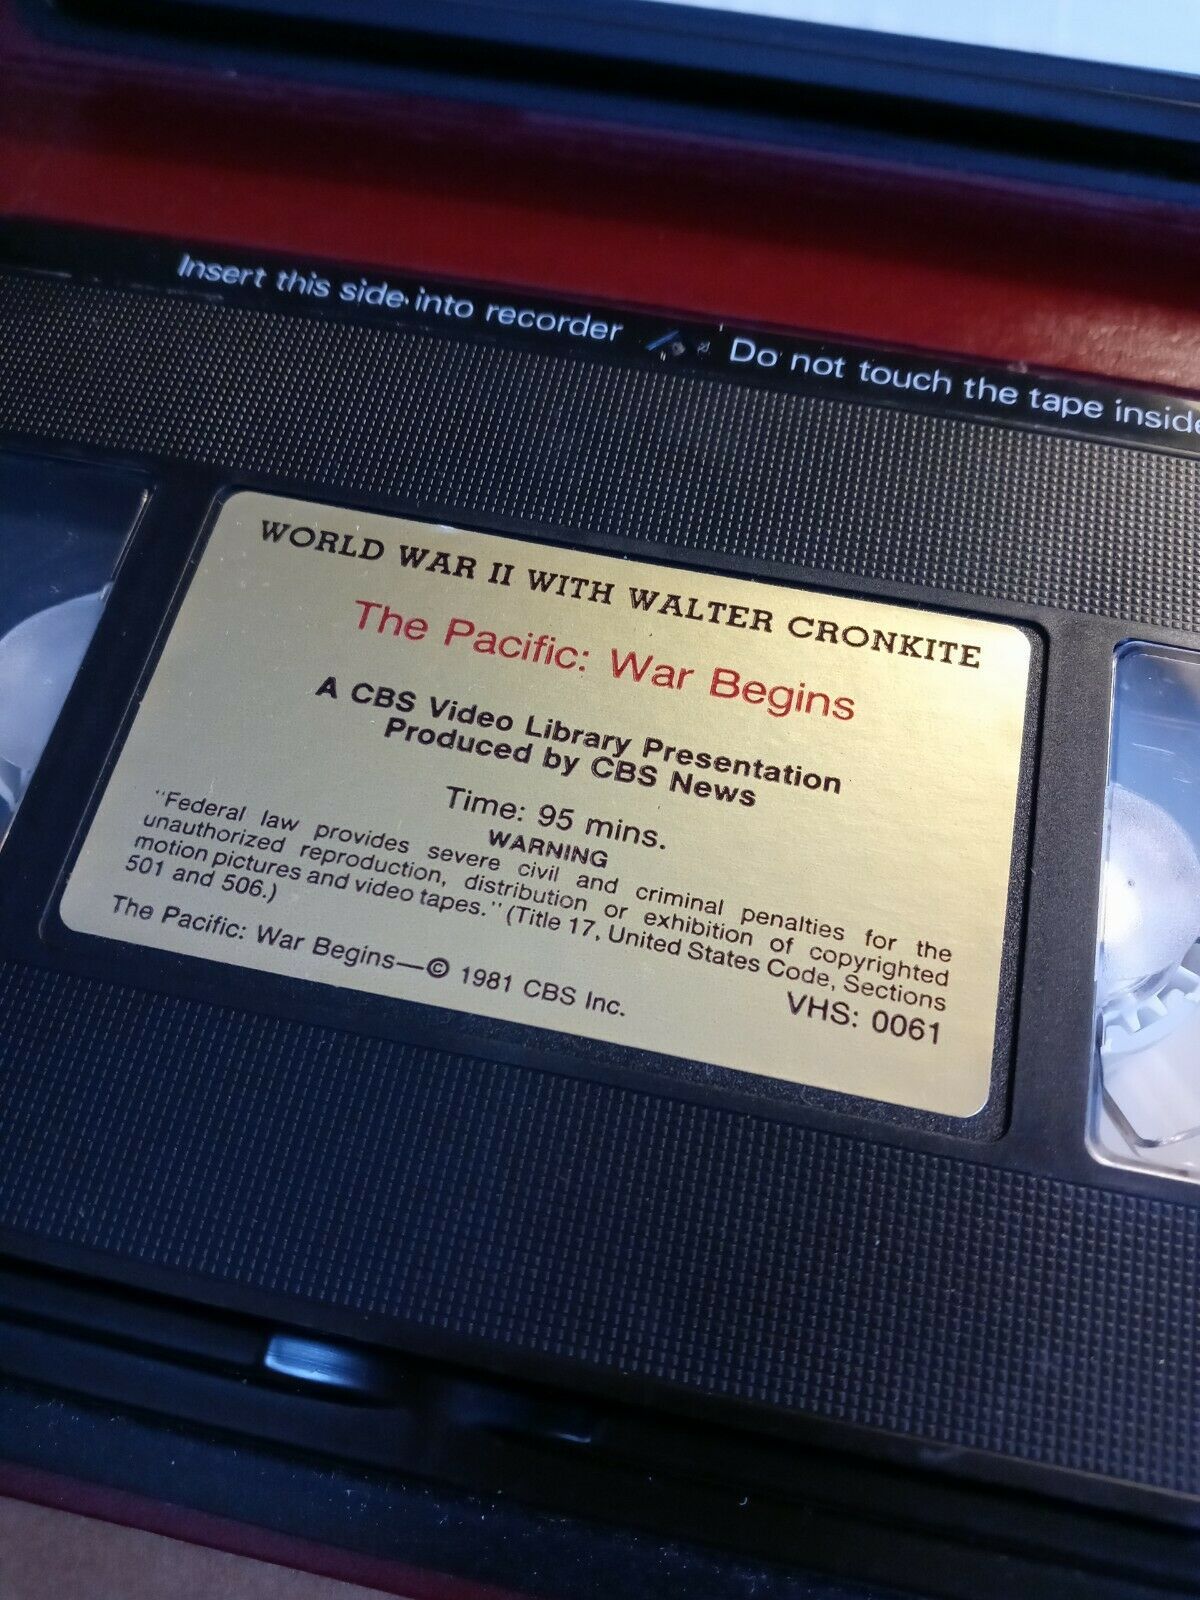 Insert this side into recorder
Do not touch the tape inside
WORLD WAR II WITH WALTER CRONKITE
The Pacific: War Begins
A CBS Video Library Presentation
Produced by CBS News
Time: 95 mins.
WARNING
"Federal law provides severe civil and criminal penalties for the
unauthorized reproduction, distribution or exhibition of copyrighted
motion pictures and video tapes." (Title 17, United States Code, Sections
501 and 506.)
VHS: 0061
The Pacific: War Begins—© 1981 CBS Inc.